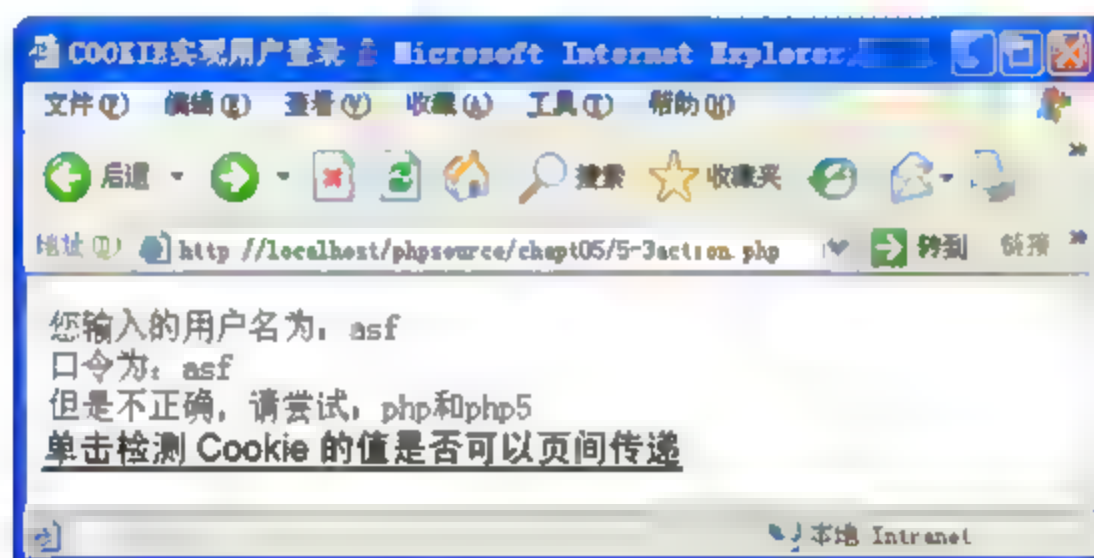 COOKIE实现用户登录 - Microsoft Internet Explorer
文件(F) 编辑(E) 查看(V) 收藏(A) 工具(T) 帮助(H)
后退 搜索 收藏夹 »
地址(D) http://localhost/phpsource/chapt05/5-3action.php 转到 链接 »
您输入的用户名为：asf
口令为：asf
但是不正确，请尝试：php和php5
单击检测 Cookie 的值是否可以页间传递
本地 Intranet